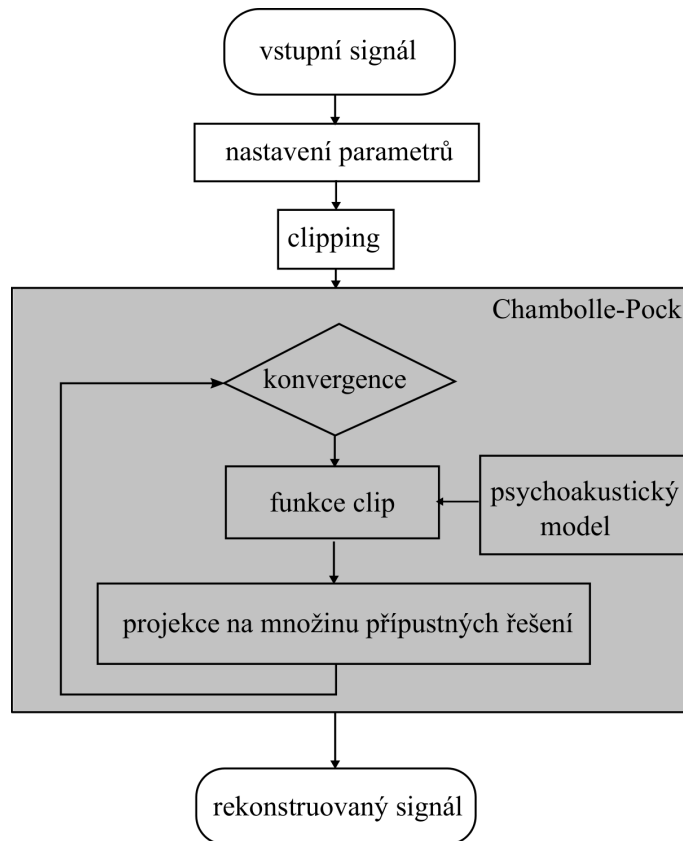 vstupní signál
nastavení parametrů
clipping
Chambolle-Pock
konvergence
funkce clip
psychoakustický
model
projekce na množinu přípustných řešení
rekonstruovaný signál